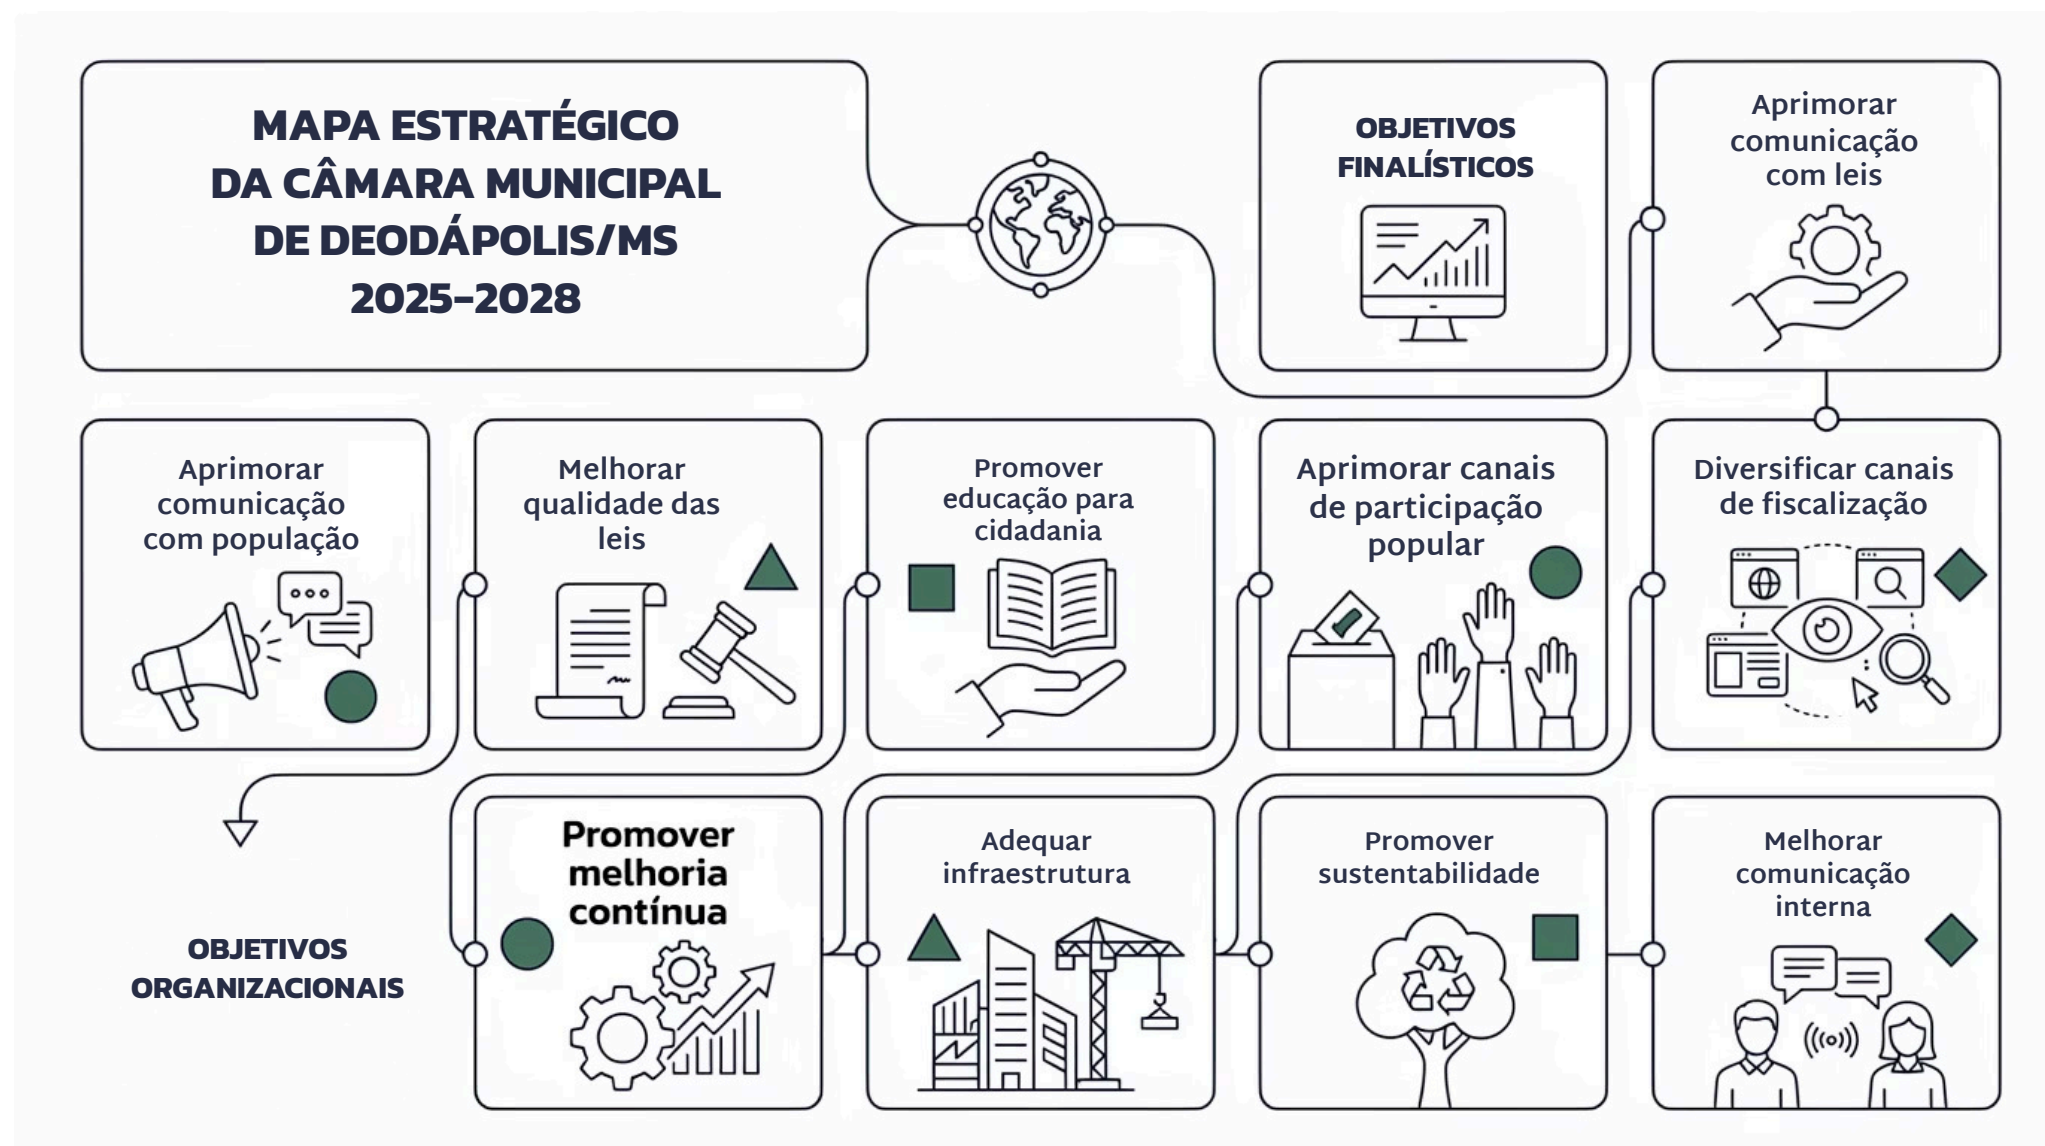 MAPA ESTRATÉGICO
DA CÂMARA MUNICIPAL
DE DEODÁPOLIS/MS
2025-2028
OBJETIVOS
FINALÍSTICOS
Aprimorar
comunicação
com leis
Aprimorar
comunicação
com população
Melhorar
qualidade das
leis
Promover
educação para
cidadania
Aprimorar canais
de participação
popular
Diversificar canais
de fiscalização
OBJETIVOS
ORGANIZACIONAIS
Promover
melhoria
contínua
Adequar
infraestrutura
Promover
sustentabilidade
Melhorar
comunicação
interna